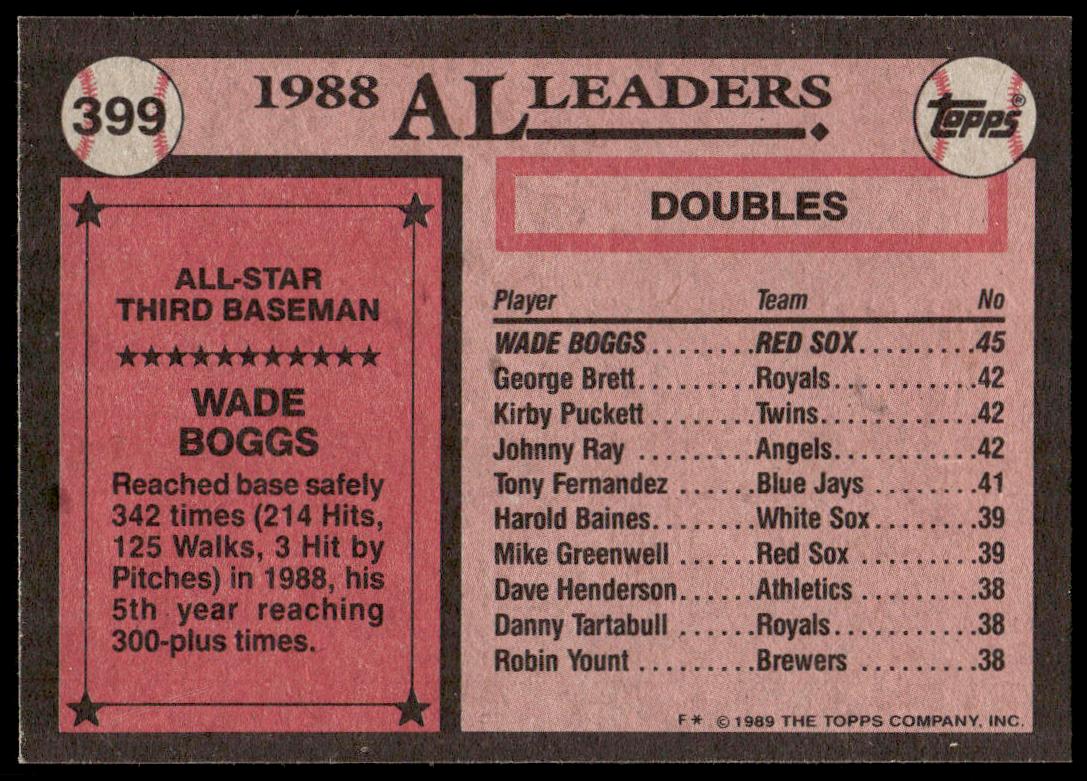 399
1988 AL LEADERS
topps®
ALL-STAR
THIRD BASEMAN
WADE
BOGGS
Reached base safely
342 times (214 Hits,
125 Walks, 3 Hit by
Pitches) in 1988, his
5th year reaching
300-plus times.
DOUBLES
Player Team No
WADE BOGGS........RED SOX.........45
George Brett.........Royals...........42
Kirby Puckett ........Twins............42
Johnny Ray .........Angels...........42
Tony Fernandez ......Blue Jays .......41
Harold Baines........White Sox.......39
Mike Greenwell ......Red Sox ........39
Dave Henderson......Athletics ........38
Danny Tartabull ......Royals...........38
Robin Yount .........Brewers ........38
F* © 1989 THE TOPPS COMPANY, INC.